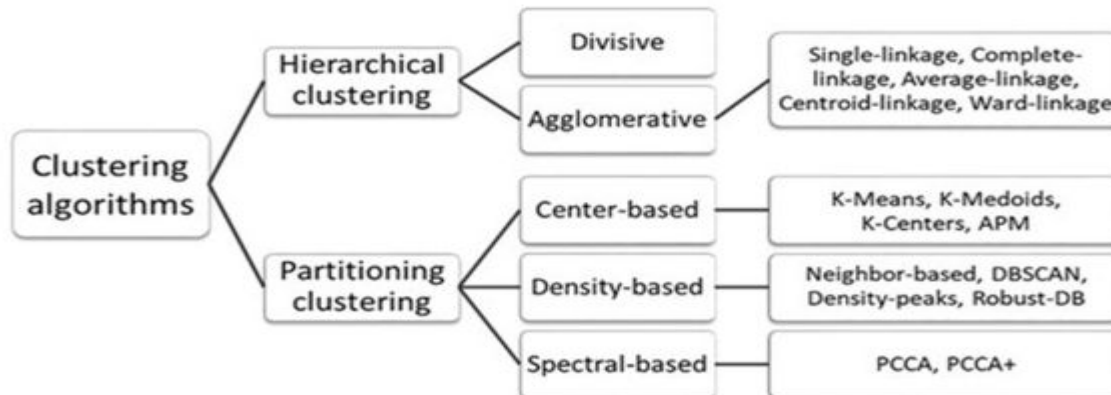 Clustering
algorithms
Hierarchical
clustering
Divisive
Agglomerative
Single-linkage, Complete-
linkage, Average-linkage,
Centroid-linkage, Ward-linkage
Partitioning
clustering
Center-based
K-Means, K-Medoids,
K-Centers, APM
Density-based
Neighbor-based, DBSCAN,
Density-peaks, Robust-DB
Spectral-based
PCCA, PCCA+